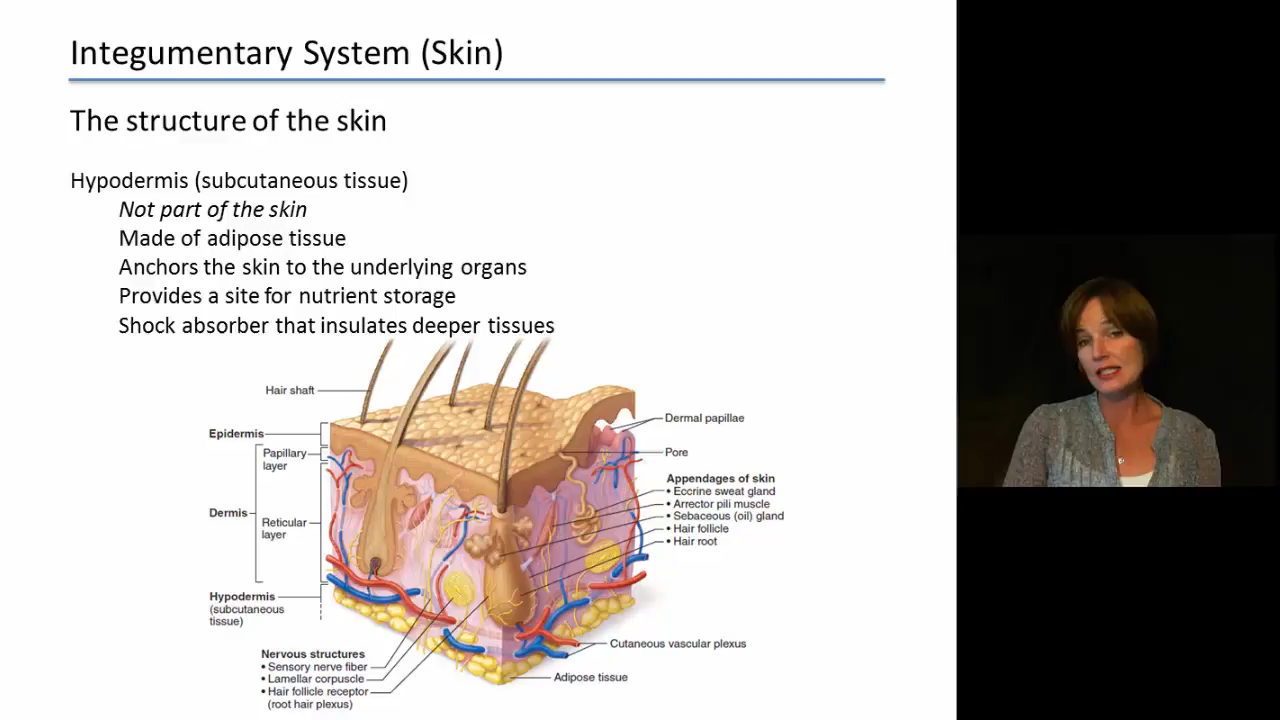 Integumentary System (Skin)
The structure of the skin
Hypodermis (subcutaneous tissue)
Not part of the skin
Made of adipose tissue
Anchors the skin to the underlying organs
Provides a site for nutrient storage
Shock absorber that insulates deeper tissues
Hair shaft
Epidermis
Papillary
layer
Dermis
Reticular
layer
Hypodermis
(subcutaneous
tissue)
Nervous structures
• Sensory nerve fiber
• Lamellar corpuscle
• Hair follicle receptor
(root hair plexus)
Dermal papillae
Pore
Appendages of skin
• Eccrine sweat gland
• Arrector pili muscle
• Sebaceous (oil) gland
• Hair follicle
• Hair root
Cutaneous vascular plexus
Adipose tissue